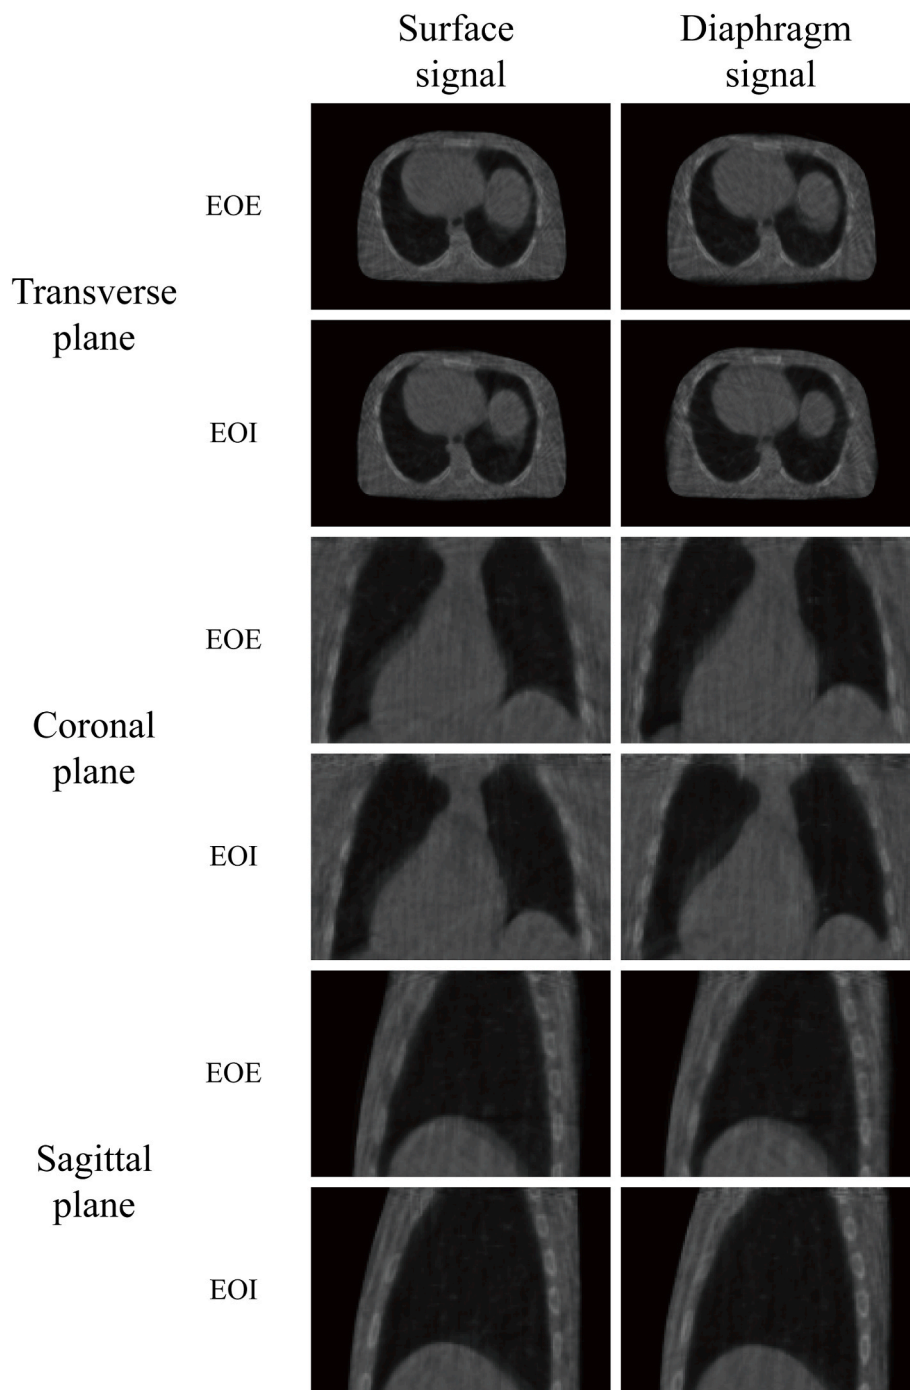 Surface
signal
Diaphragm
signal
Transverse
plane
EOE
EOI
Coronal
plane
EOE
EOI
Sagittal
plane
EOE
EOI